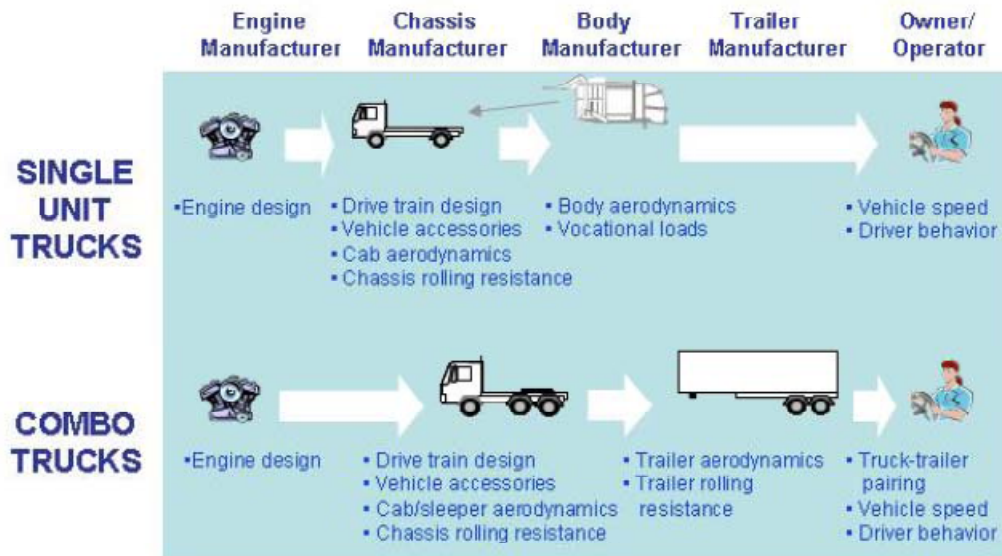 Engine Manufacturer
Chassis Manufacturer
Body Manufacturer
Trailer Manufacturer
Owner/ Operator
SINGLE
UNIT
TRUCKS
▪Engine design
▪ Drive train design
▪ Vehicle accessories
▪ Cab aerodynamics
▪ Chassis rolling resistance
▪ Body aerodynamics
▪ Vocational loads
▪ Vehicle speed
▪ Driver behavior
COMBO
TRUCKS
▪Engine design
▪ Drive train design
▪ Vehicle accessories
▪ Cab/sleeper aerodynamics
▪ Chassis rolling resistance
▪ Trailer aerodynamics
▪ Trailer rolling
resistance
▪ Truck-trailer
pairing
▪ Vehicle speed
▪ Driver behavior